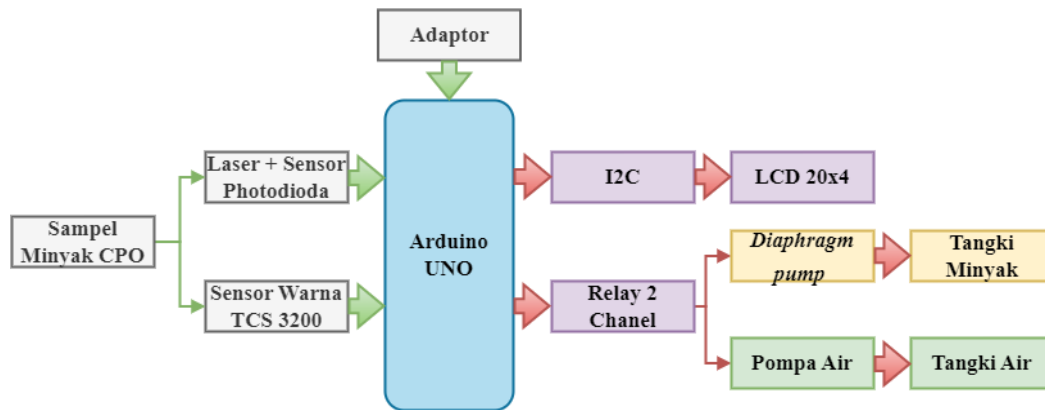 Adaptor
Laser + Sensor
Photodioda
I2C
LCD 20x4
Sampel
Minyak CPO
Arduino
UNO
Diaphragm
pump
Tangki
Minyak
Sensor Warna
TCS 3200
Relay 2
Chanel
Pompa Air
Tangki Air